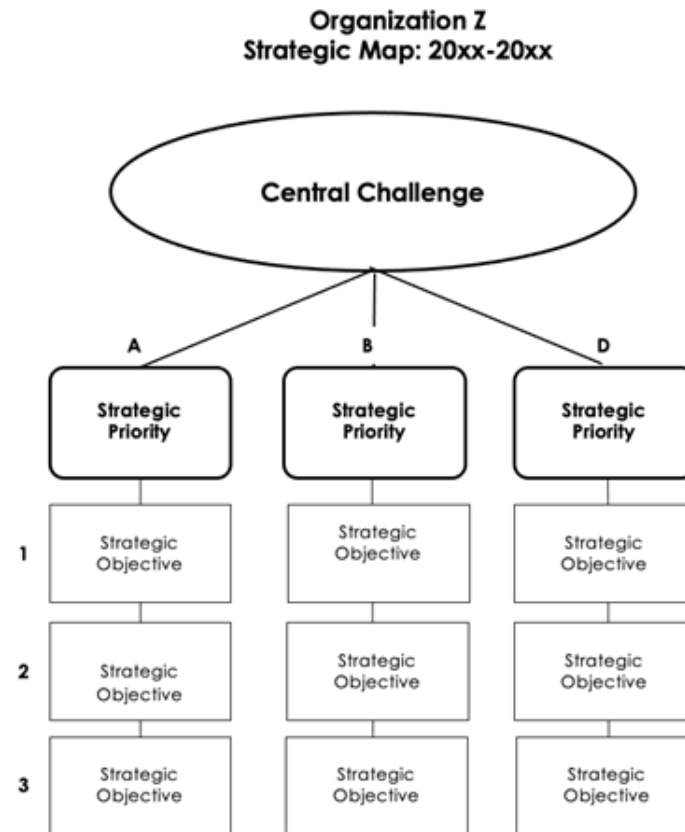 Organization Z
Strategic Map: 20xx-20xx
Central Challenge
A B D
Strategic Strategic Strategic
Priority Priority Priority
1
Strategic Strategic Strategic
Objective Objective Objective
2
Strategic Strategic Strategic
Objective Objective Objective
3
Strategic Strategic Strategic
Objective Objective Objective